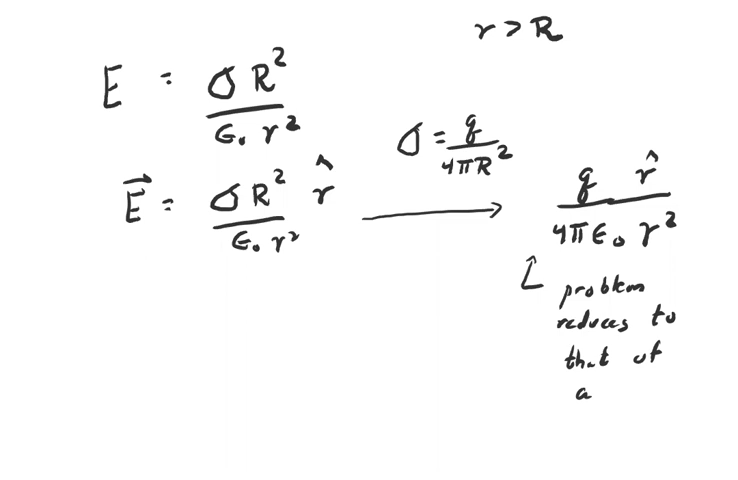 r > R
E = σR² / ε₀ r²
σ = q / 4πR²
E⃗ = σR² / ε₀ r² r̂ ⟶ q r̂ / 4πε₀ r²
problem
reduces to
that of
a